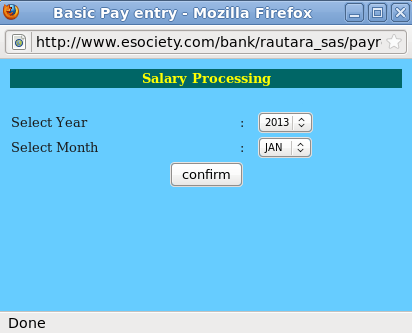 Basic Pay entry - Mozilla Firefox
http://www.esociety.com/bank/rautara_sas/payr
Salary Processing
Select Year : 2013
Select Month : JAN
confirm
Done